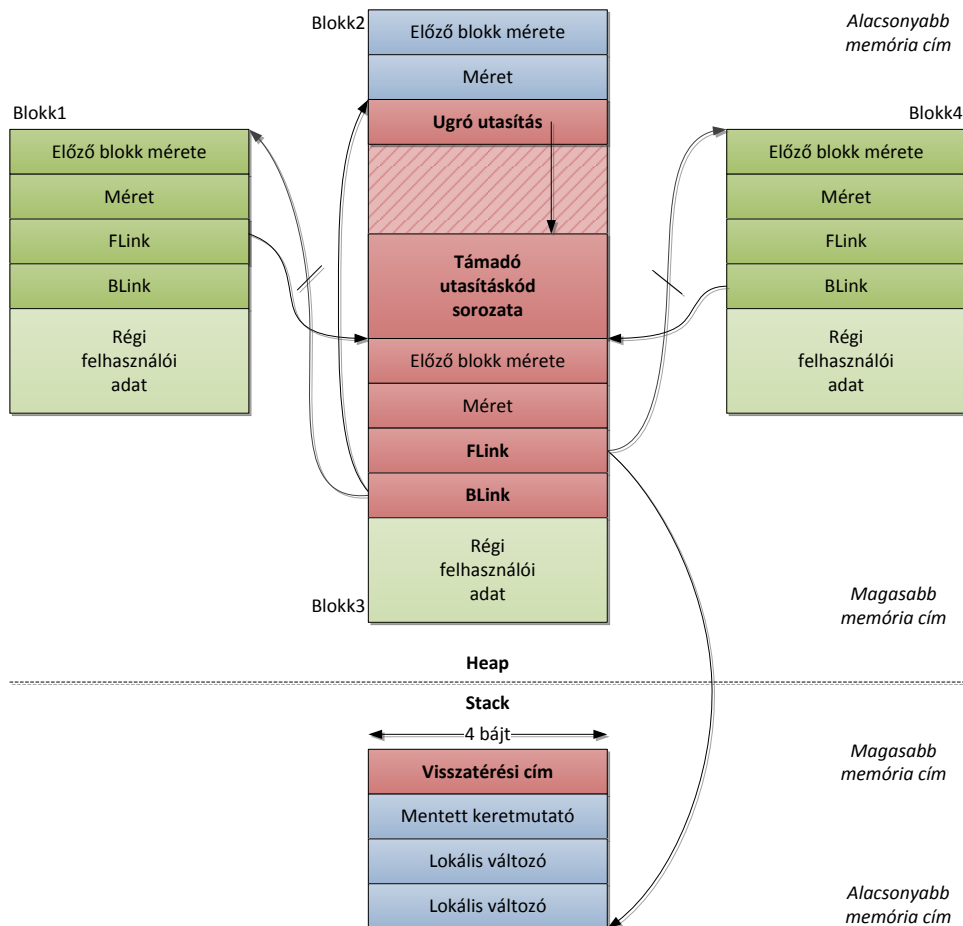 Blokk2
Előző blokk mérete
Méret
Ugró utasítás
Támadó
utasításkód
sorozata
Előző blokk mérete
Méret
FLink
BLink
Régi
felhasználói
adat
Blokk3
Blokk1
Előző blokk mérete
Méret
FLink
BLink
Régi
felhasználói
adat
Alacsonyabb
memória cím
Blokk4
Előző blokk mérete
Méret
FLink
BLink
Régi
felhasználói
adat
Magasabb
memória cím
Heap
Stack
4 bájt
Visszatérési cím
Mentett keretmutató
Lokális változó
Lokális változó
Magasabb
memória cím
Alacsonyabb
memória cím